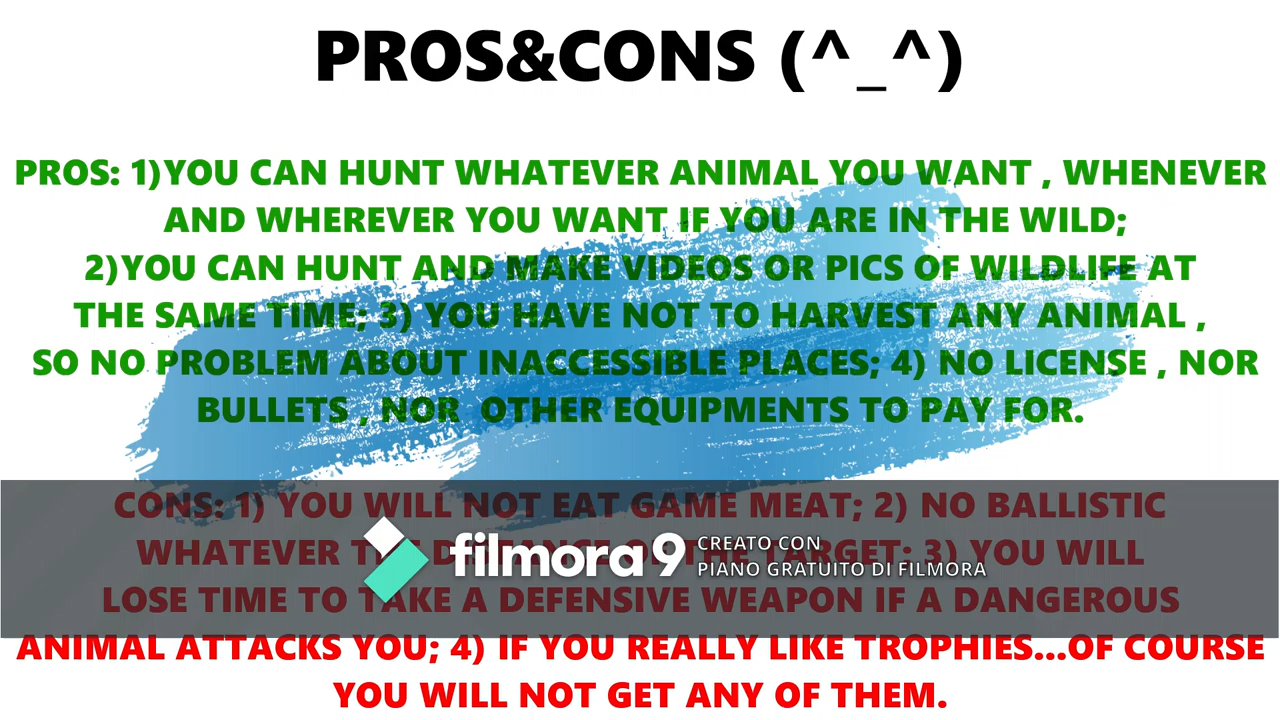 PROS&CONS (^_^)
PROS: 1)YOU CAN HUNT WHATEVER ANIMAL YOU WANT , WHENEVER
AND WHEREVER YOU WANT IF YOU ARE IN THE WILD;
2)YOU CAN HUNT AND MAKE VIDEOS OR PICS OF WILDLIFE AT
THE SAME TIME; 3) YOU HAVE NOT TO HARVEST ANY ANIMAL ,
SO NO PROBLEM ABOUT INACCESSIBLE PLACES; 4) NO LICENSE , NOR
BULLETS , NOR OTHER EQUIPMENTS TO PAY FOR.
CONS: 1) YOU WILL NOT EAT GAME MEAT; 2) NO BALLISTIC
WHATEVER THE DISTANCE OF THE TARGET; 3) YOU WILL
filmora9 CREATO CON
PIANO GRATUITO DI FILMORA
LOSE TIME TO TAKE A DEFENSIVE WEAPON IF A DANGEROUS
ANIMAL ATTACKS YOU; 4) IF YOU REALLY LIKE TROPHIES...OF COURSE
YOU WILL NOT GET ANY OF THEM.